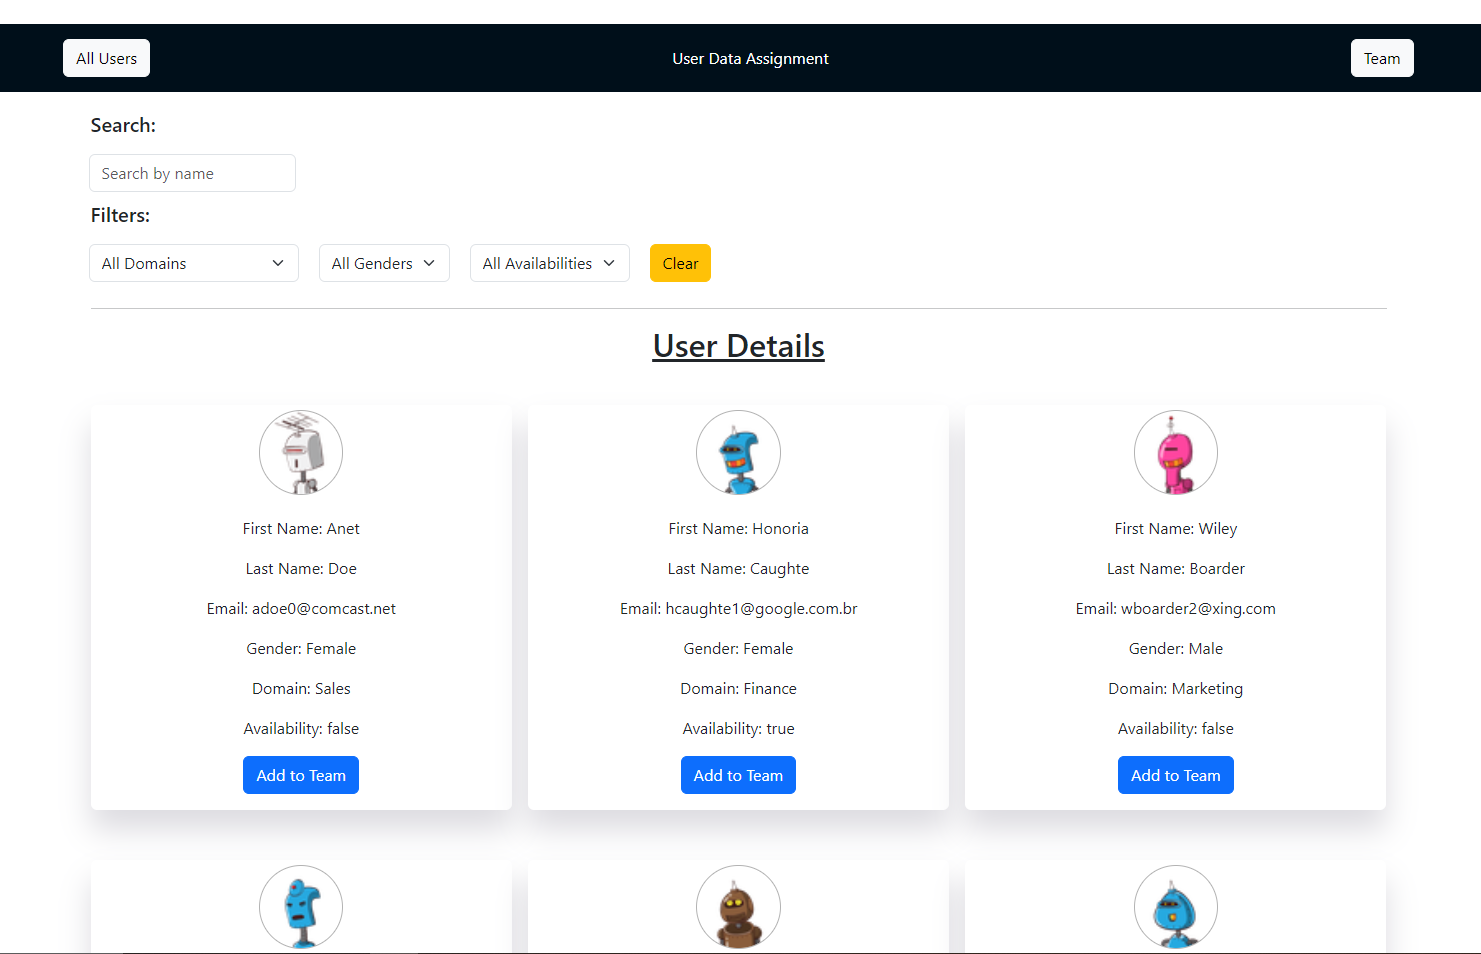 All Users
User Data Assignment
Team
Search:
Search by name
Filters:
All Domains
All Genders
All Availabilities
Clear
User Details
First Name: Anet
Last Name: Doe
Email: adoe0@comcast.net
Gender: Female
Domain: Sales
Availability: false
Add to Team
First Name: Honoria
Last Name: Caughte
Email: hcaughte1@google.com.br
Gender: Female
Domain: Finance
Availability: true
Add to Team
First Name: Wiley
Last Name: Boarder
Email: wboarder2@xing.com
Gender: Male
Domain: Marketing
Availability: false
Add to Team